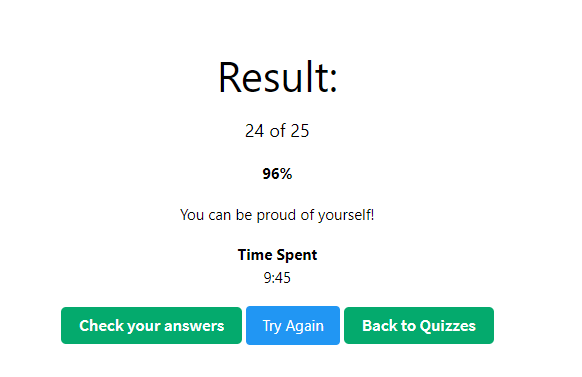 Result:
24 of 25
96%
You can be proud of yourself!
Time Spent
9:45
Check your answers Try Again Back to Quizzes